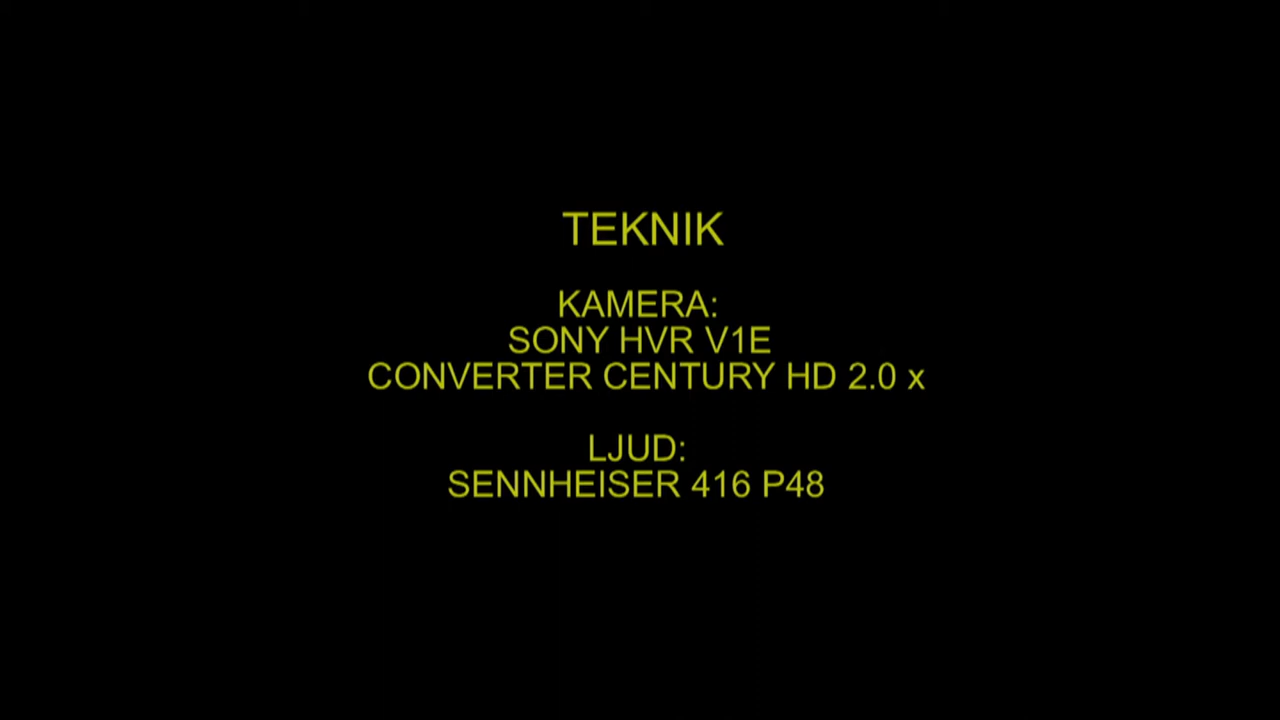 TEKNIK
KAMERA:
SONY HVR V1E
CONVERTER CENTURY HD 2.0 x
LJUD:
SENNHEISER 416 P48